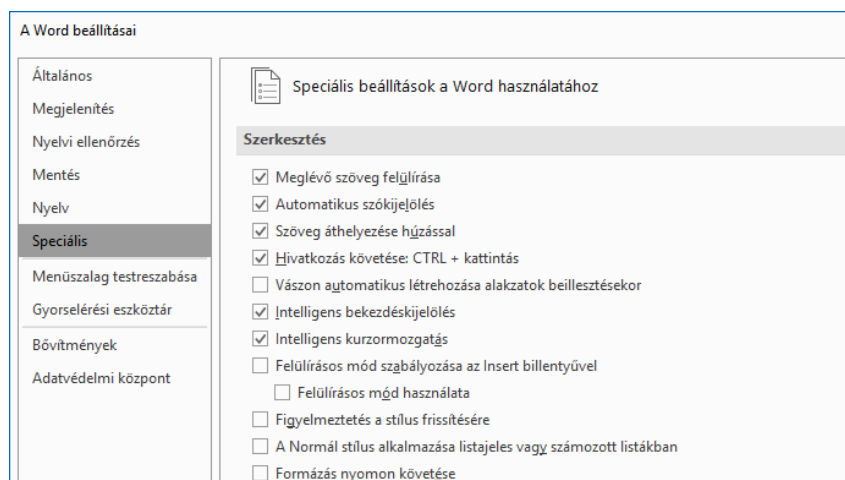 A Word beállításai
Általános
Megjelenítés
Nyelvi ellenőrzés
Mentés
Nyelv
Speciális
Menüszalag testreszabása
Gyorselérési eszköztár
Bővítmények
Adatvédelmi központ
Speciális beállítások a Word használatához
Szerkesztés
Meglévő szöveg felülírása
Automatikus szókijelölés
Szöveg áthelyezése húzással
Hivatkozás követése: CTRL + kattintás
Vászon automatikus létrehozása alakzatok beillesztésekor
Intelligens bekezdéskijelölés
Intelligens kurzormozgatás
Felülírásos mód szabályozása az Insert billentyűvel
Felülírásos mód használata
Figyelmeztetés a stílus frissítésére
A Normál stílus alkalmazása listajeles vagy számozott listákban
Formázás nyomon követése